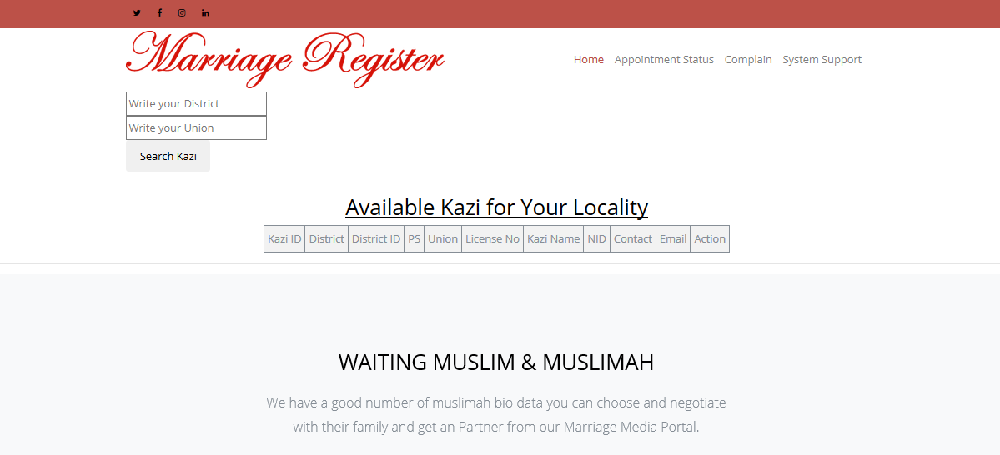 Marriage Register
Home Appointment Status Complain System Support
Write your District
Write your Union
Search Kazi
Available Kazi for Your Locality
Kazi ID District District ID PS Union License No Kazi Name NID Contact Email Action
WAITING MUSLIM & MUSLIMAH
We have a good number of muslimah bio data you can choose and negotiate
with their family and get an Partner from our Marriage Media Portal.